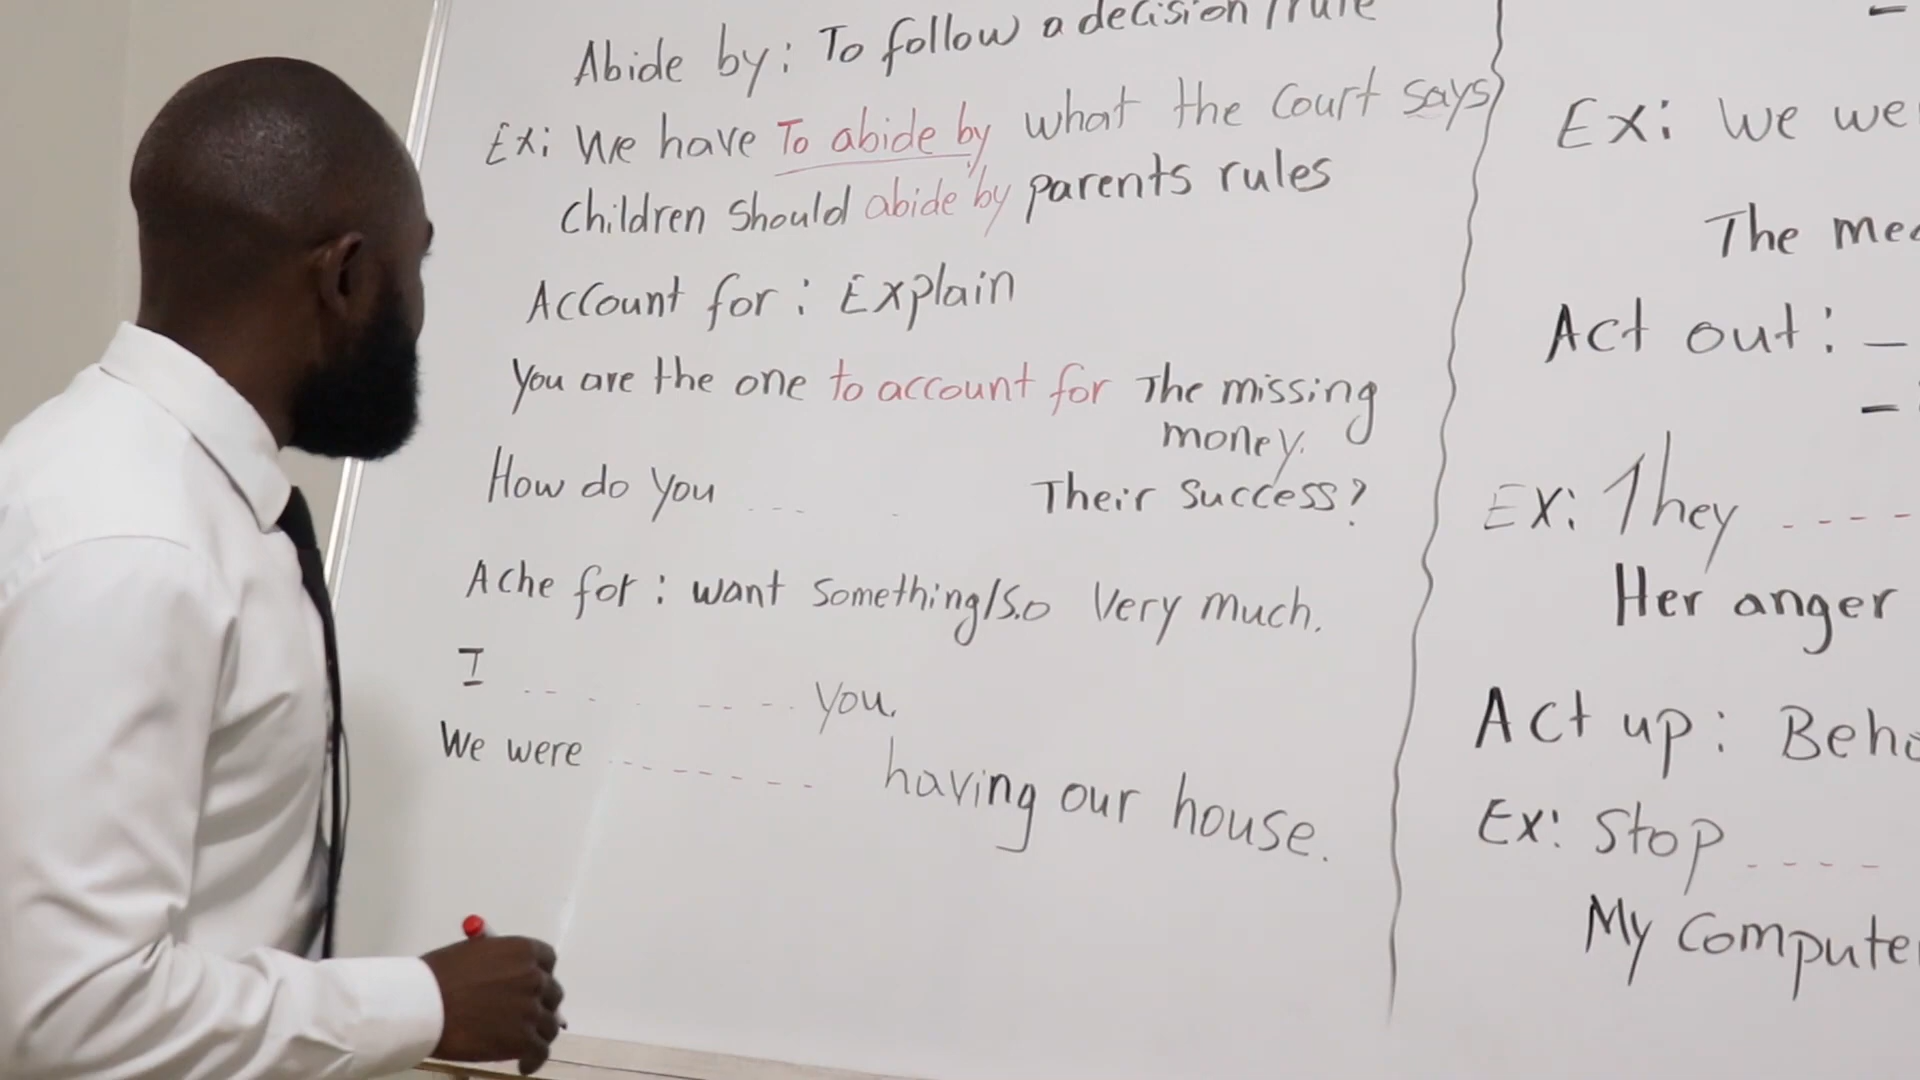 Abide by: To follow a decision / rule
Ex: We have To abide by what the Court says
Children Should abide by parents rules
Account for: Explain
You are the one to account for The missing
money.
How do you ... . Their Success?
Ache for: want Something/S.o Very much.
I .. . .... you.
We were ........ having our house.
Ex: We we
The
Act out: –
–
EX: They ----
Her anger
Act up:
Ex: Stop ----
My